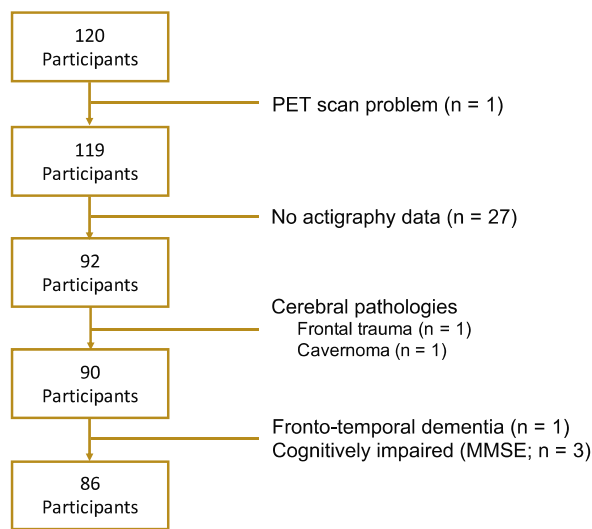 120
Participants
PET scan problem (n = 1)
119
Participants
No actigraphy data (n = 27)
92
Participants
Cerebral pathologies
Frontal trauma (n = 1)
Cavernoma (n = 1)
90
Participants
Fronto-temporal dementia (n = 1)
Cognitively impaired (MMSE; n = 3)
86
Participants